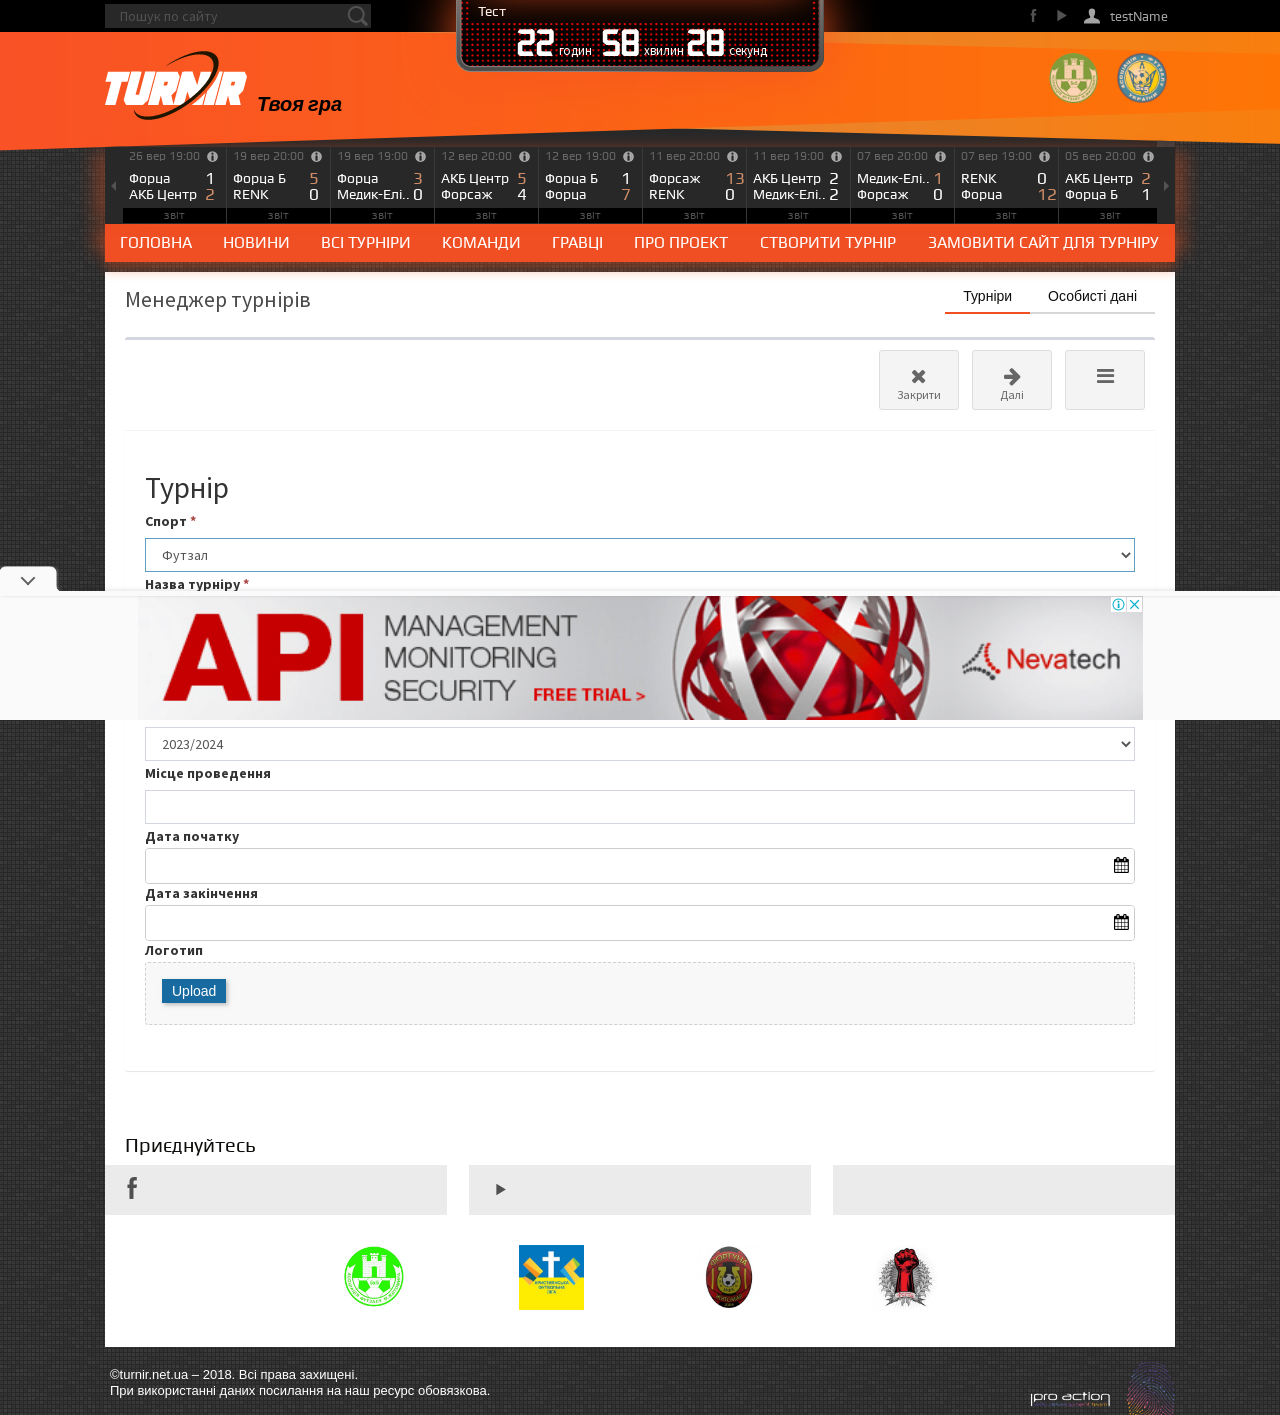 Пошук по сайту
Тест
22 годин 58 хвилин 28 секунд
testName
TURNIR
Твоя гра
26 вер 19:00
Форца 1
АКБ Центр 2
звіт
19 вер 20:00
Форца Б 5
RENK 0
звіт
19 вер 19:00
Форца 3
Медик-Елі.. 0
звіт
12 вер 20:00
АКБ Центр 5
Форсаж 4
звіт
12 вер 19:00
Форца Б 1
Форца 7
звіт
11 вер 20:00
Форсаж 13
RENK 0
звіт
11 вер 19:00
АКБ Центр 2
Медик-Елі.. 2
звіт
07 вер 20:00
Медик-Елі.. 1
Форсаж 0
звіт
07 вер 19:00
RENK 0
Форца 12
звіт
05 вер 20:00
АКБ Центр 2
Форца Б 1
звіт
ГОЛОВНА НОВИНИ ВСІ ТУРНІРИ КОМАНДИ ГРАВЦІ ПРО ПРОЕКТ СТВОРИТИ ТУРНІР ЗАМОВИТИ САЙТ ДЛЯ ТУРНІРУ
Менеджер турнірів
Турніри Особисті дані
Закрити Далі
Турнір
Спорт *
Футзал
Назва турніру *
API
MANAGEMENT
MONITORING
SECURITY FREE TRIAL >
Nevatech
2023/2024
Місце проведення
Дата початку
Дата закінчення
Логотип
Upload
Приєднуйтесь
©turnir.net.ua – 2018. Всі права захищені.
При використанні даних посилання на наш ресурс обовязкова.
pro action